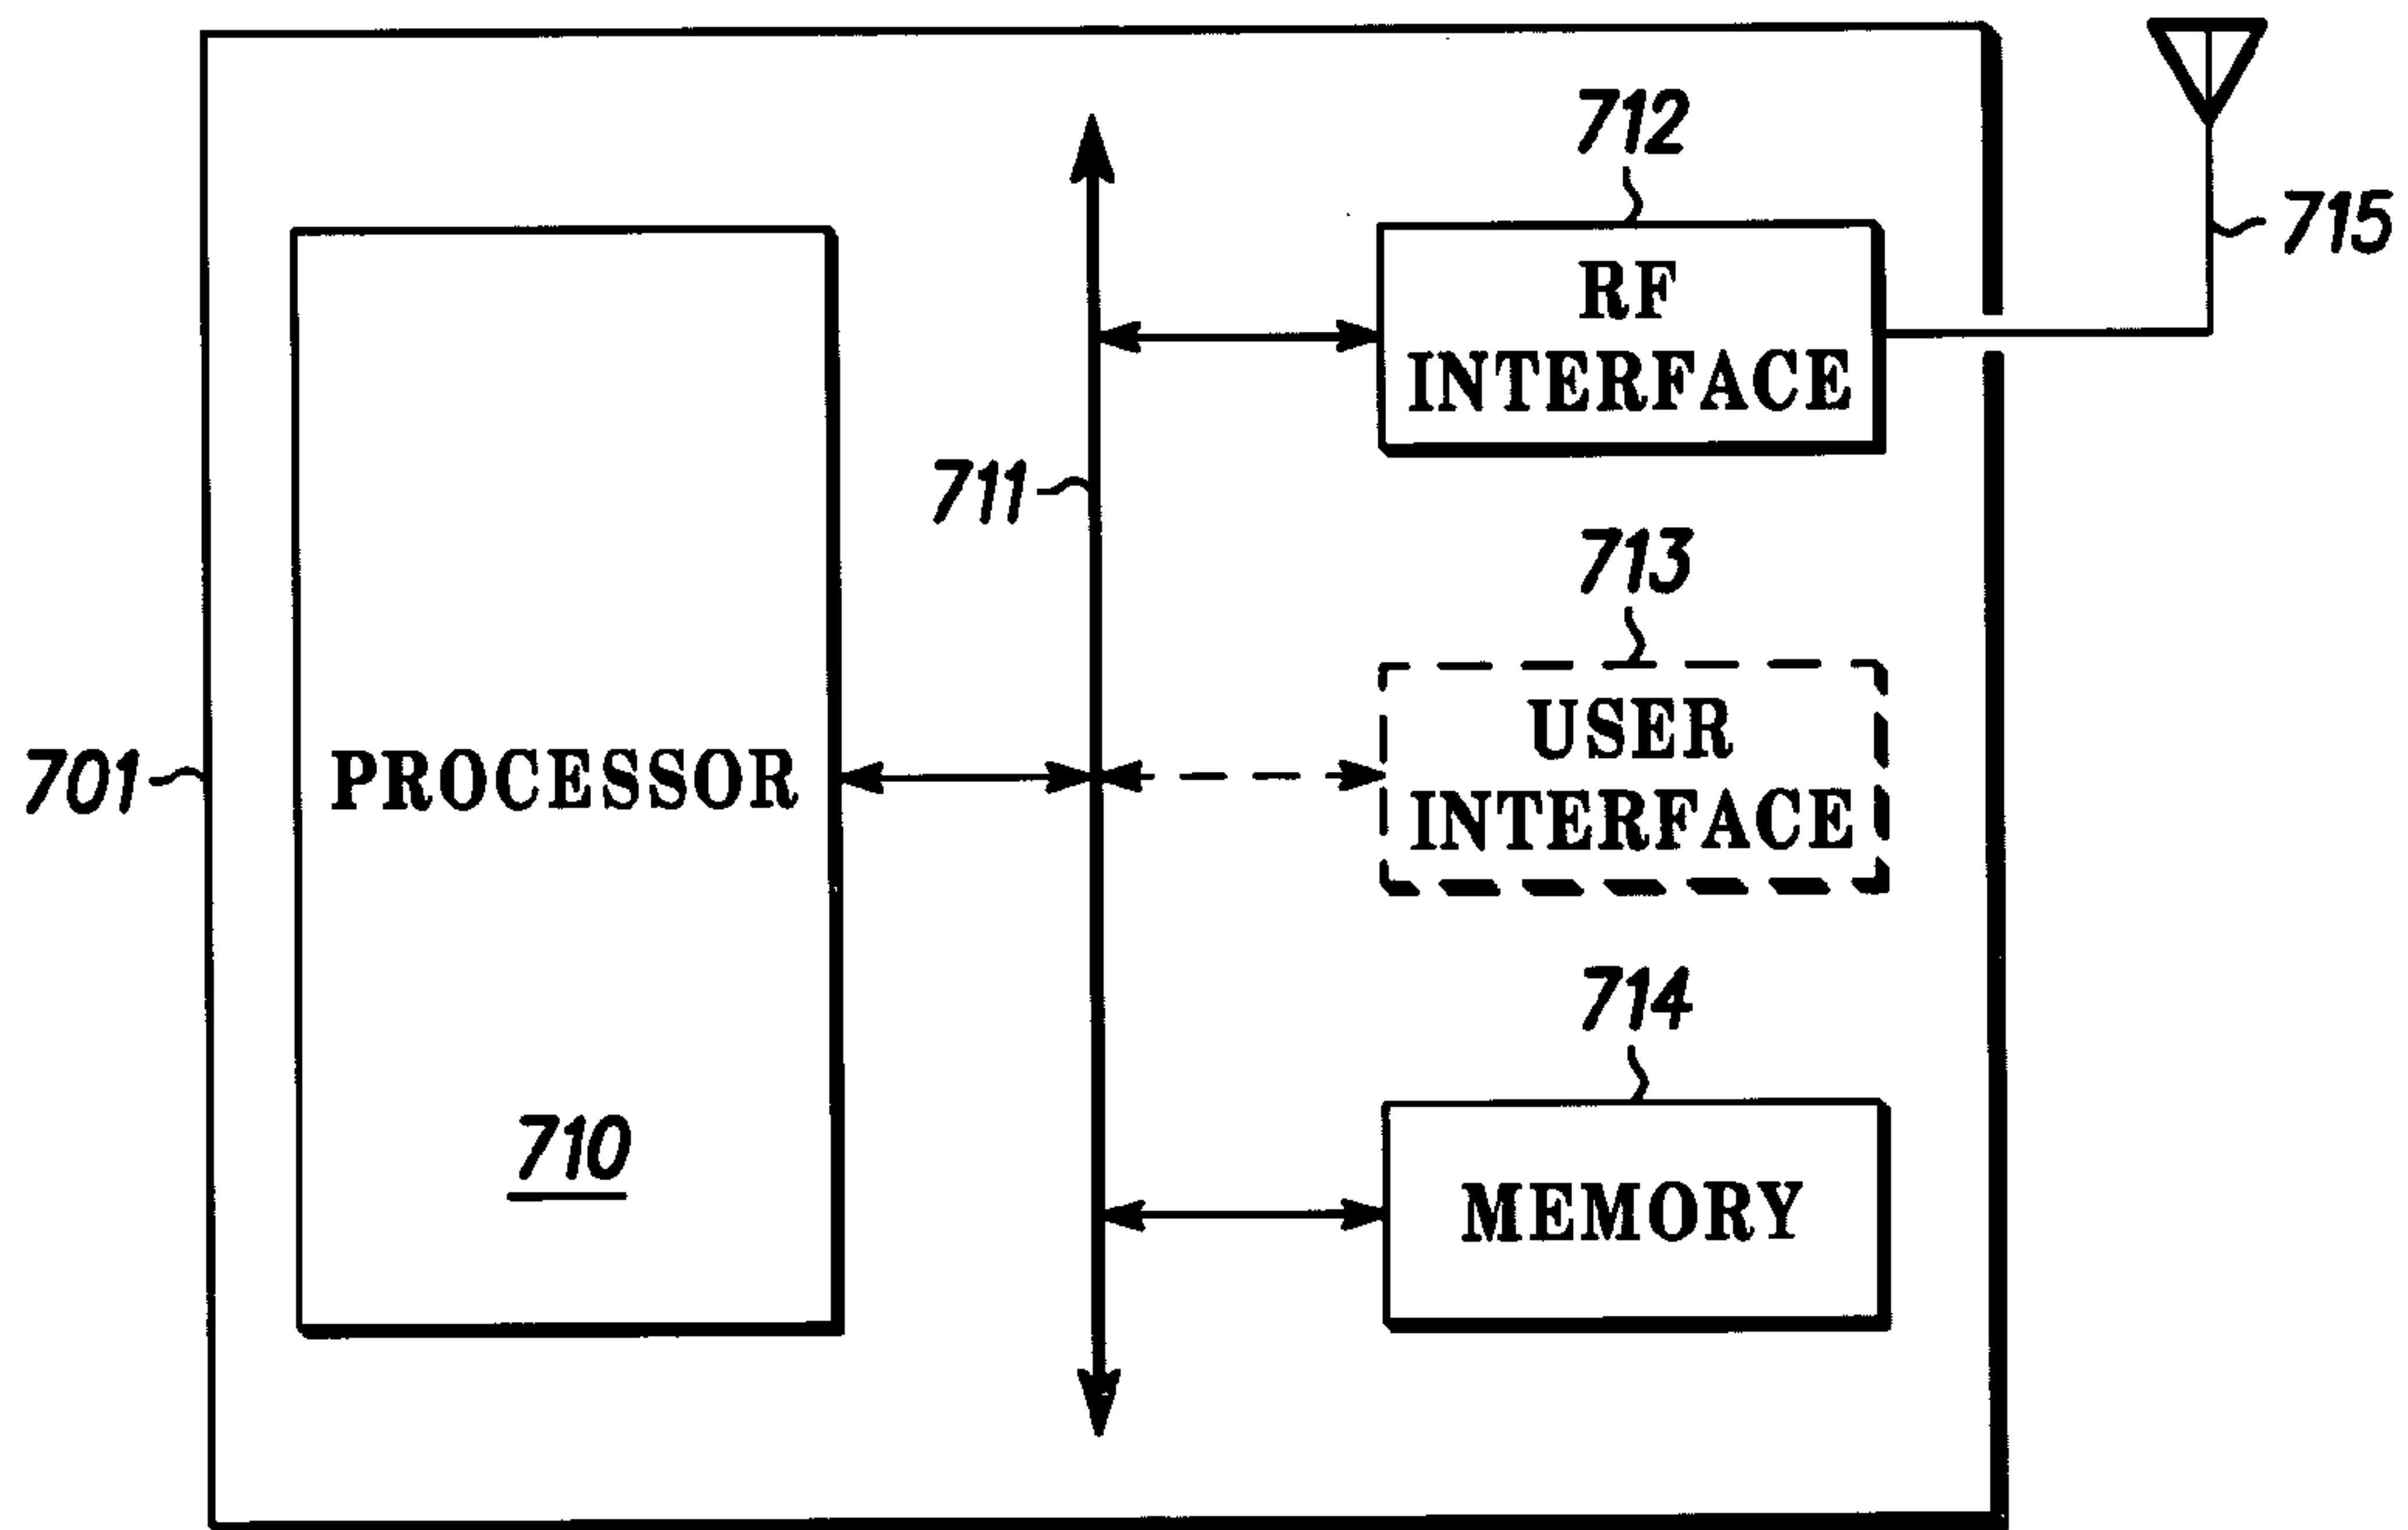 712
715
RF
INTERFACE
711
713
USER
INTERFACE
701
PROCESSOR
714
710
MEMORY